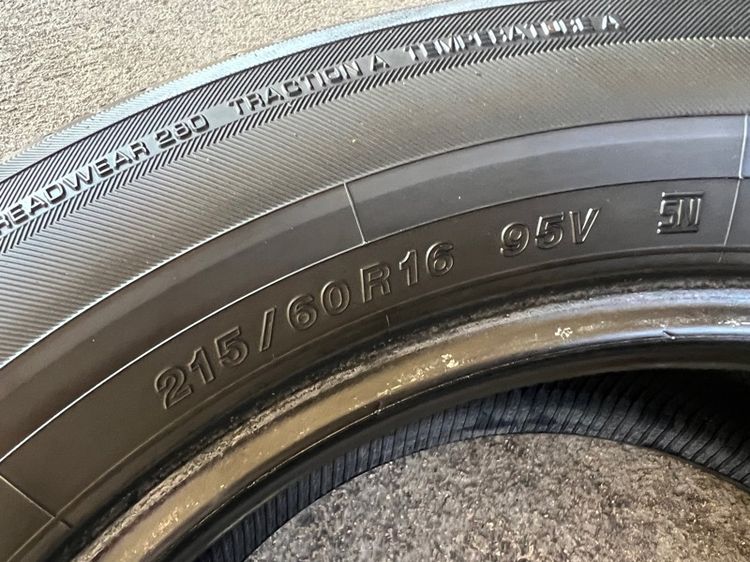 READWEAR 280 TRACTION A TEMPERATURE A
215/60R16 95V